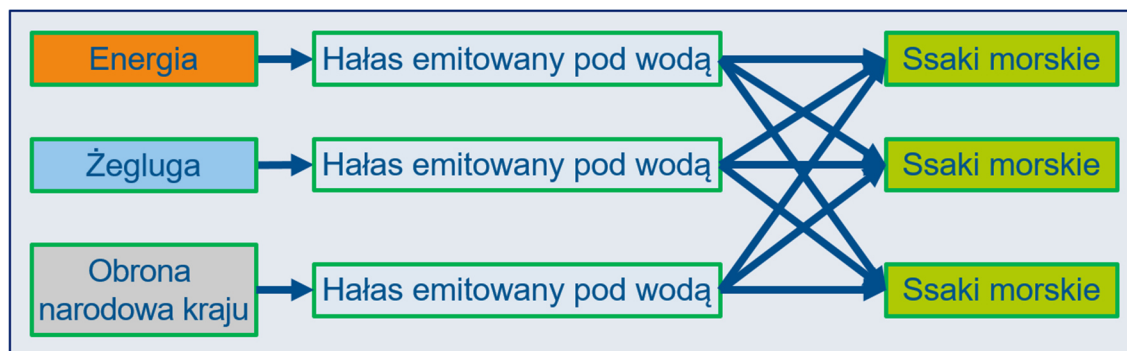 Energia
Hałas emitowany pod wodą
Ssaki morskie
Żegluga
Hałas emitowany pod wodą
Ssaki morskie
Obrona
narodowa kraju
Hałas emitowany pod wodą
Ssaki morskie